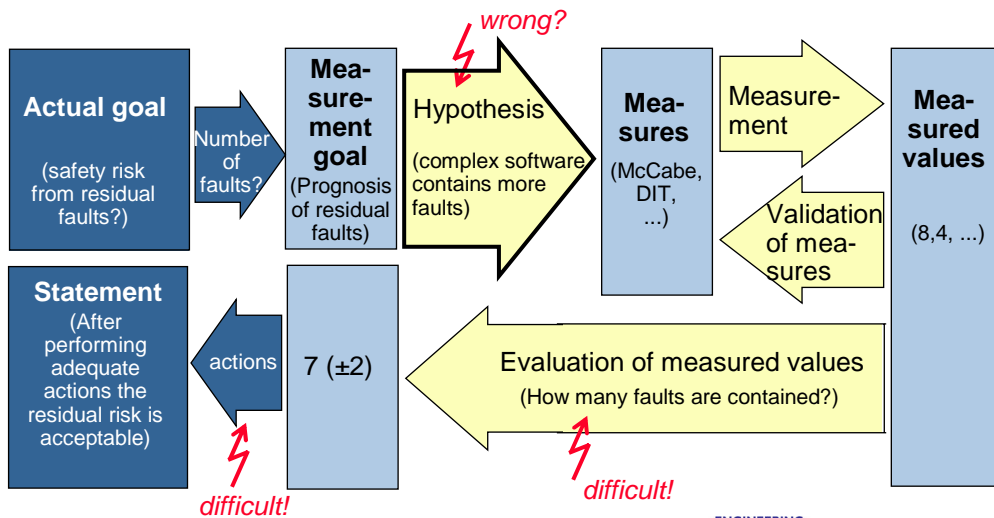 wrong?
Actual goal
(safety risk
from residual
faults?)
Number
of
faults?
Mea-
sure-
ment
goal
(Prognosis
of residual
faults)
Hypothesis
(complex software
contains more
faults)
Mea-
sures
(McCabe,
DIT,
...)
Measure-
ment
Validation
of mea-
sures
Mea-
sured
values
(8,4, ...)
Statement
(After
performing
adequate
actions the
residual risk is
acceptable)
actions
7 (±2)
Evaluation of measured values
(How many faults are contained?)
difficult!
difficult!
ENGINEERING